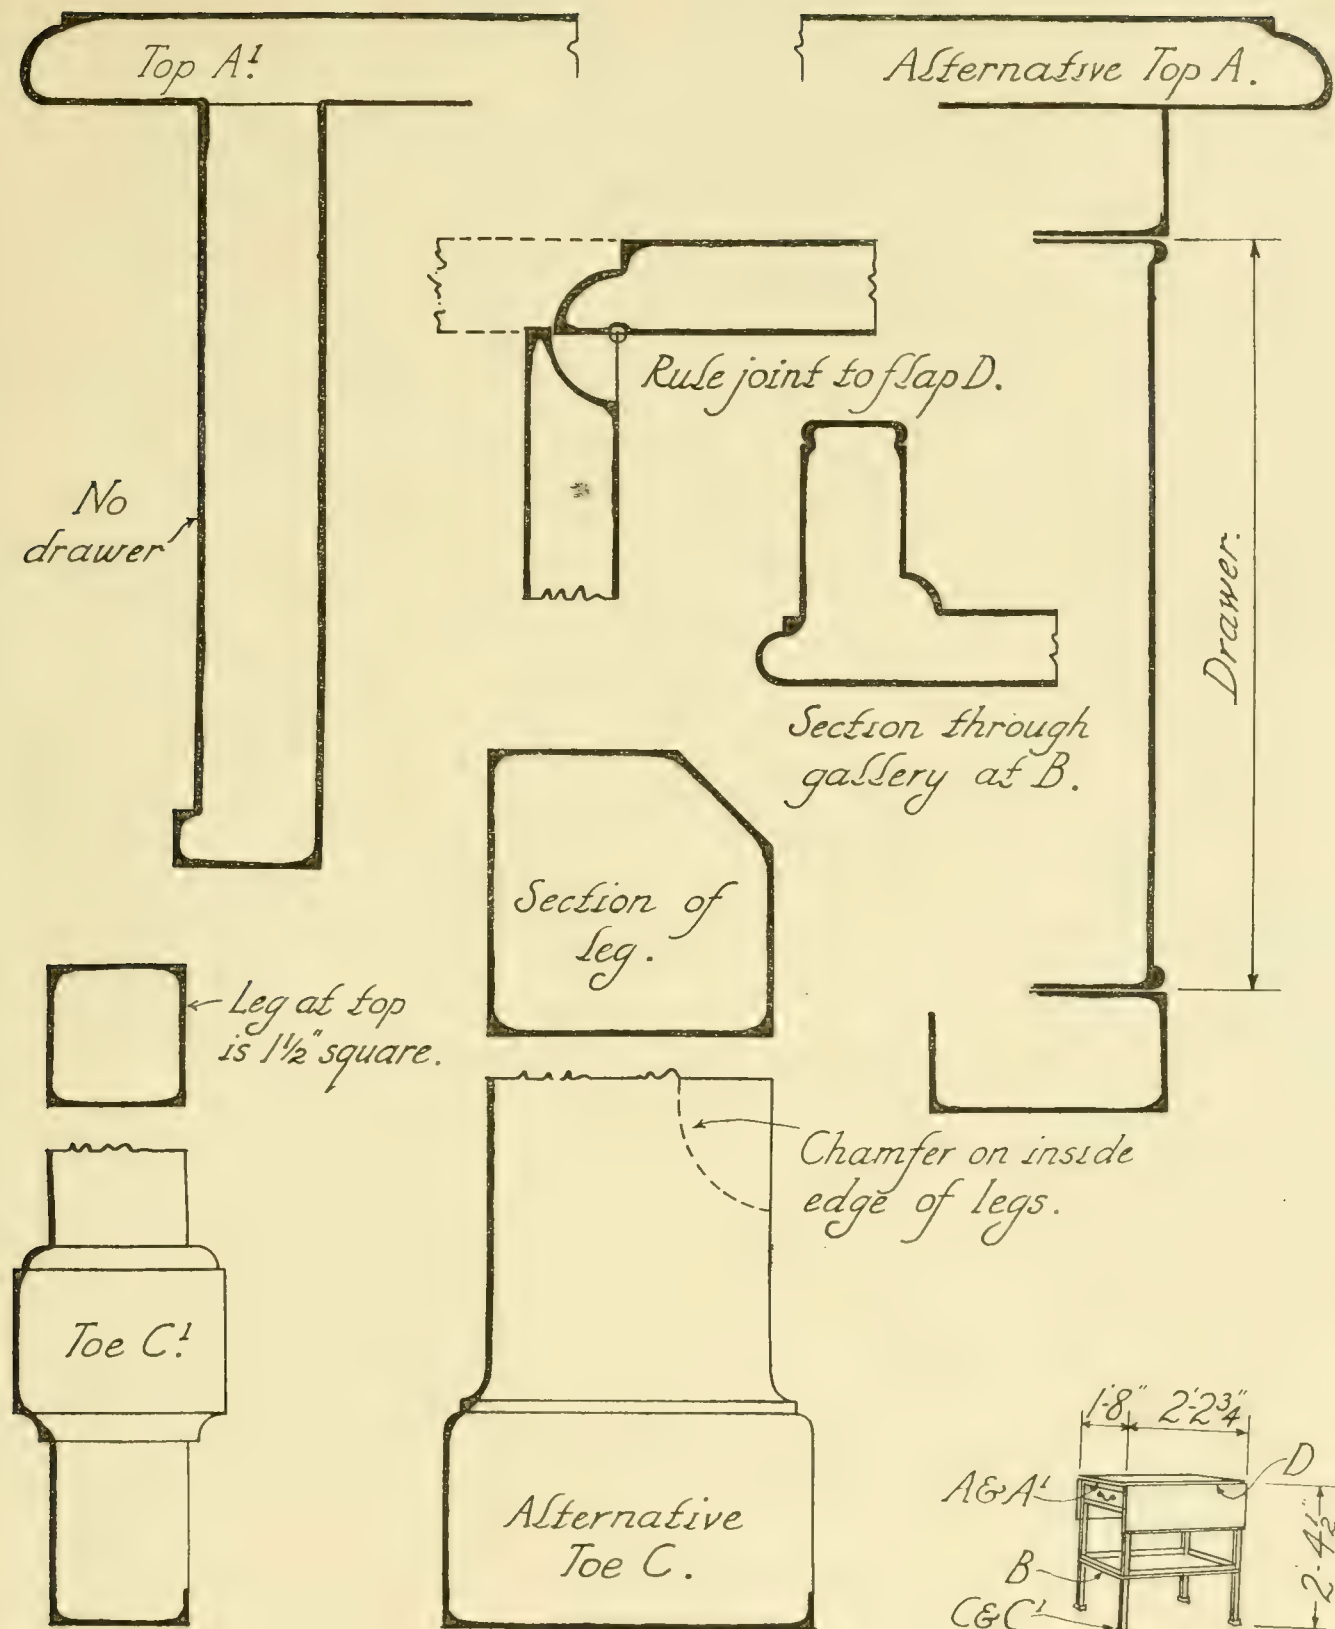 Top A¹.
Alternative Top A.
Rule joint to flap D.
No
drawer
Drawer.
Section through
gallery at B.
Section of
leg.
Leg at top
is 1½" square.
Chamfer on inside
edge of legs.
Toe C¹.
Alternative
Toe C.
1'-8" 2'-2¾"
A&A¹
D
B
C&C¹
2'-4½"